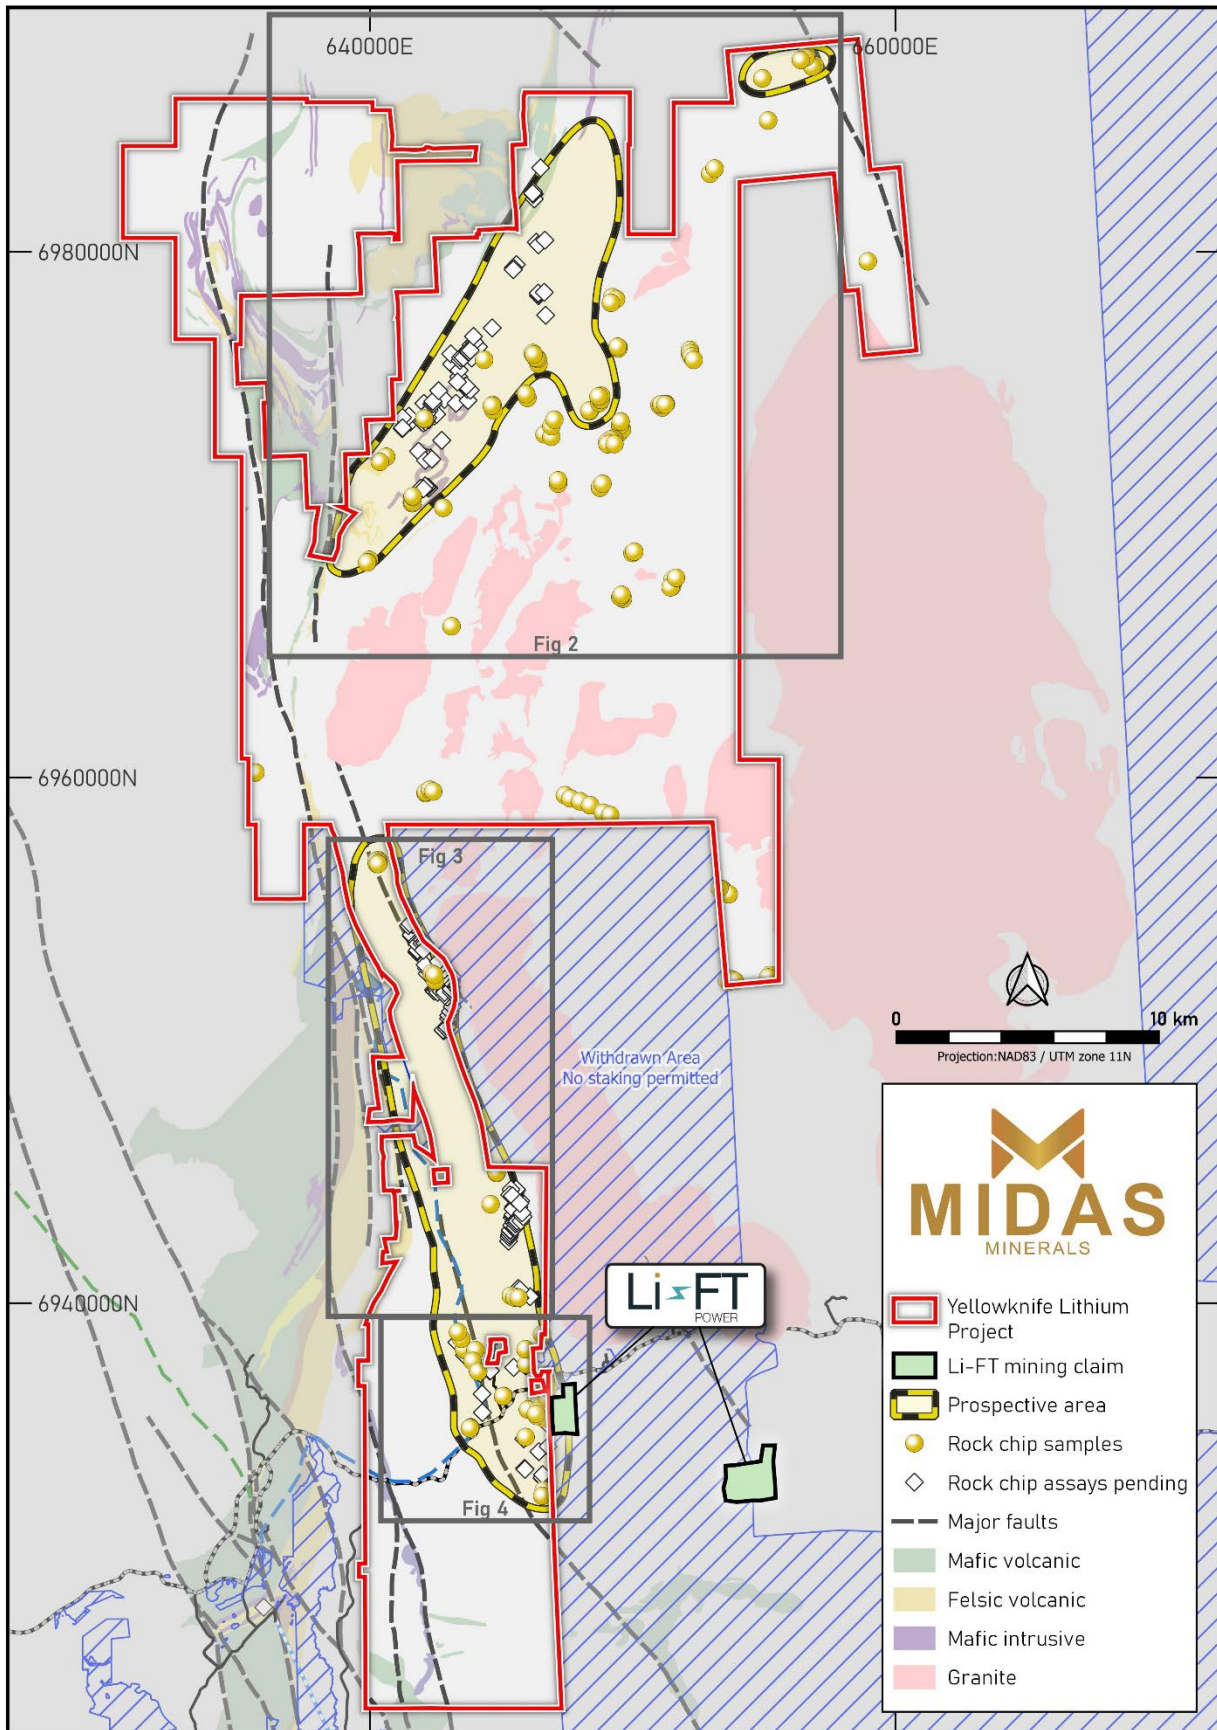 640000E
660000E
6980000N
Fig 2
6960000N
Fig 3
0
10 km
Projection:NAD83 / UTM zone 11N
Withdrawn Area
No staking permitted
MIDAS
MINERALS
6940000N
Li-FT
POWER
Yellowknife Lithium
Project
Li-FT mining claim
Prospective area
Rock chip samples
Rock chip assays pending
Major faults
Mafic volcanic
Felsic volcanic
Mafic intrusive
Granite
Fig 4